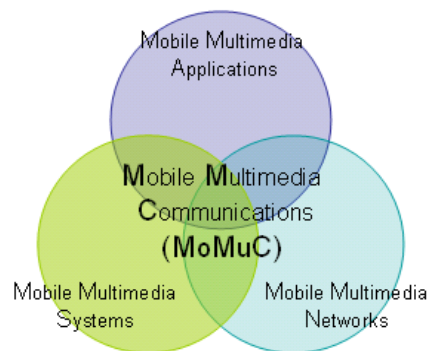 Mobile Multimedia
Applications
Mobile Multimedia
Communications
(MoMuC)
Mobile Multimedia
Systems
Mobile Multimedia
Networks